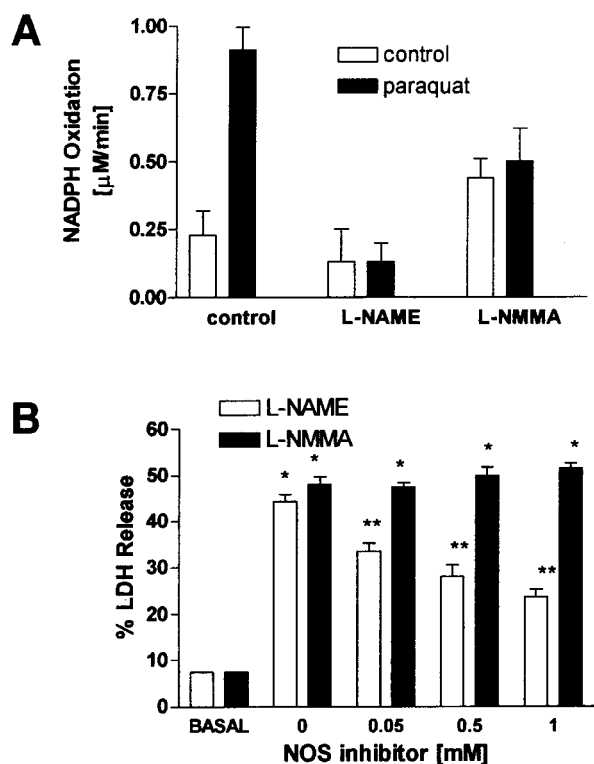 A
NADPH Oxidation
[μM/min]
1.00
0.75
0.50
0.25
0.00
control
paraquat
control L-NAME L-NMMA
B
L-NAME
L-NMMA
% LDH Release
60
50
40
30
20
10
0
* * ** * ** * ** *
BASAL 0 0.05 0.5 1
NOS inhibitor [mM]